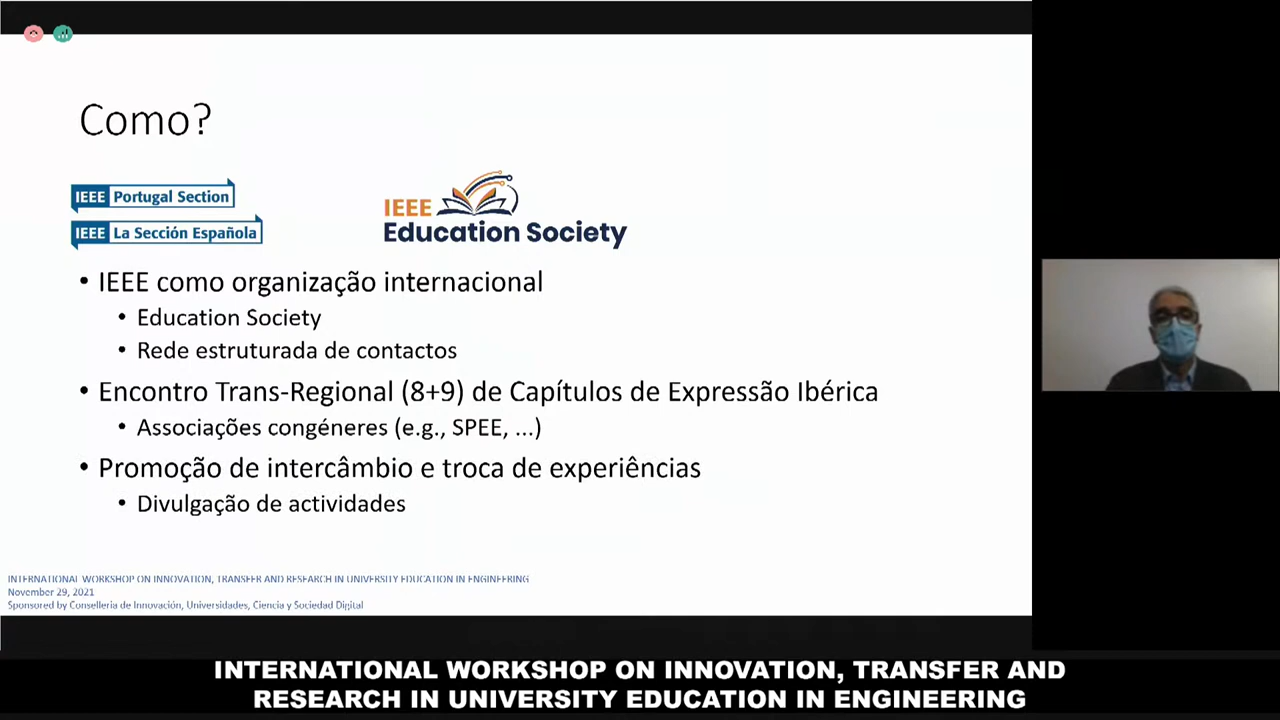 Como?
IEEE Portugal Section
IEEE La Sección Española
IEEE
Education Society
• IEEE como organização internacional
• Education Society
• Rede estruturada de contactos
• Encontro Trans-Regional (8+9) de Capítulos de Expressão Ibérica
• Associações congéneres (e.g., SPEE, ...)
• Promoção de intercâmbio e troca de experiências
• Divulgação de actividades
INTERNATIONAL WORKSHOP ON INNOVATION, TRANSFER AND RESEARCH IN UNIVERSITY EDUCATION IN ENGINEERING
November 29, 2021
Sponsored by Conselleria de Innovación, Universidades, Ciencia y Sociedad Digital
INTERNATIONAL WORKSHOP ON INNOVATION, TRANSFER AND
RESEARCH IN UNIVERSITY EDUCATION IN ENGINEERING